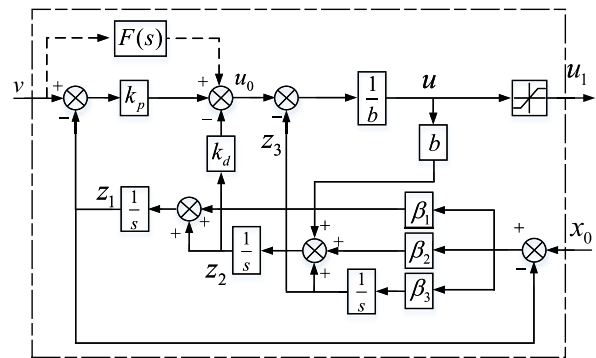 F(s)
v + − k_p + − u_0 − 1/b u u_1
k_d z_3 b
z_1 1/s + + β_1 x_0
z_2 1/s + + + β_2 + −
1/s β_3